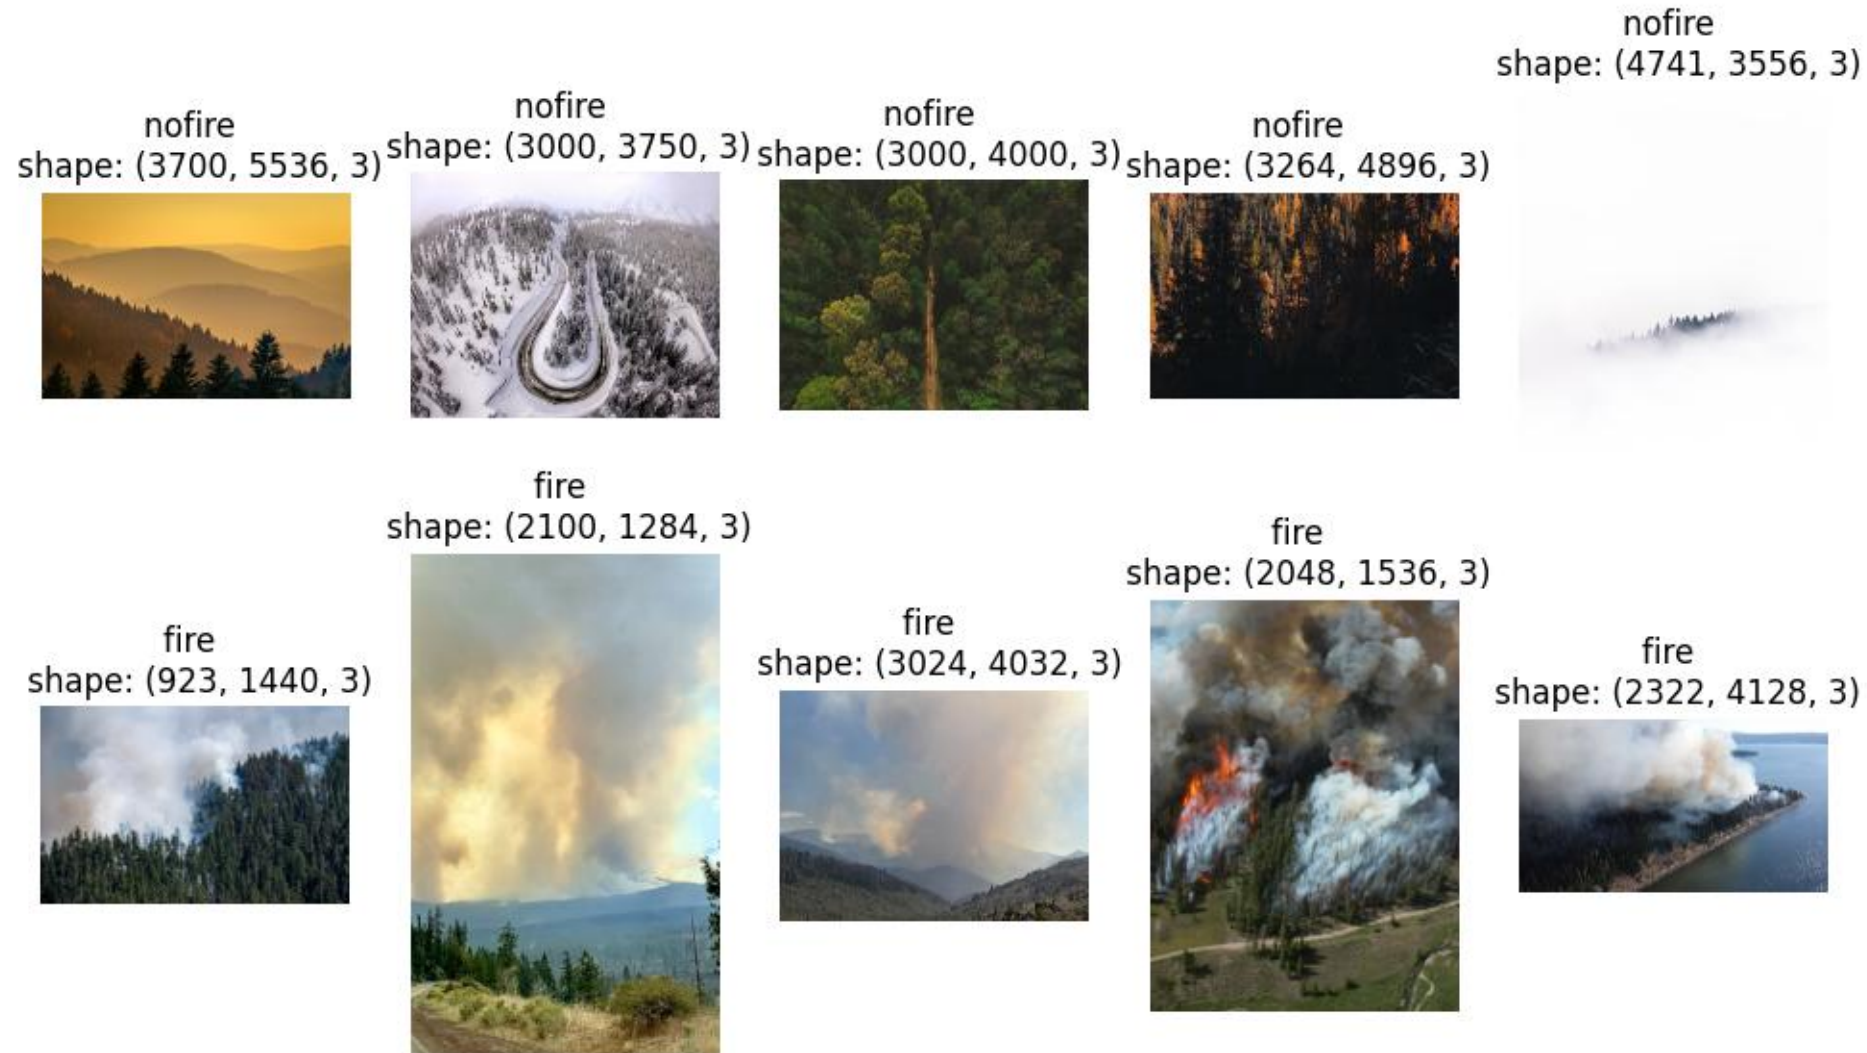 nofire
shape: (3700, 5536, 3)
nofire
shape: (3000, 3750, 3)
nofire
shape: (3000, 4000, 3)
nofire
shape: (3264, 4896, 3)
nofire
shape: (4741, 3556, 3)
fire
shape: (923, 1440, 3)
fire
shape: (2100, 1284, 3)
fire
shape: (3024, 4032, 3)
fire
shape: (2048, 1536, 3)
fire
shape: (2322, 4128, 3)